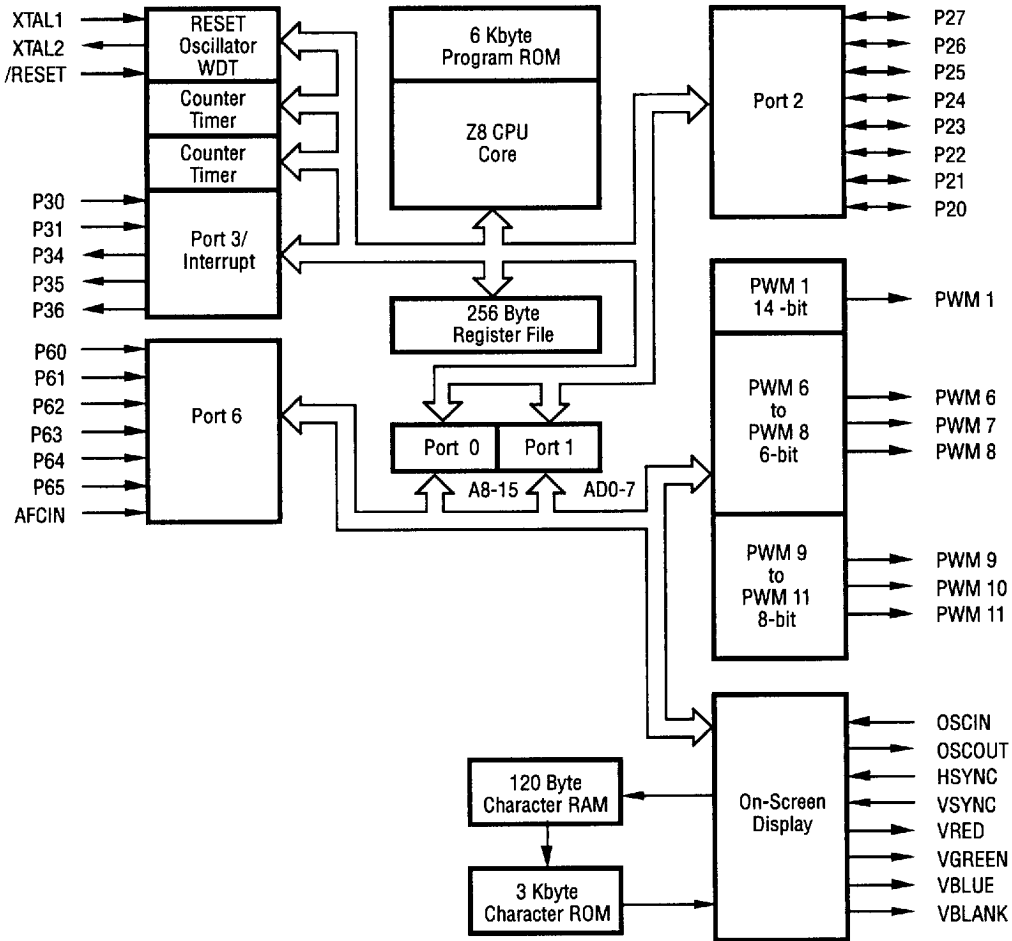 XTAL1
XTAL2
/RESET
RESET
Oscillator
WDT
Counter
Timer
Counter
Timer
P30
P31
P34
P35
P36
Port 3/
Interrupt
6 Kbyte
Program ROM
Z8 CPU
Core
256 Byte
Register File
Port 2
P27
P26
P25
P24
P23
P22
P21
P20
P60
P61
P62
P63
P64
P65
AFCIN
Port 6
Port 0
Port 1
A8-15
AD0-7
PWM 1
14 -bit
PWM 1
PWM 6
to
PWM 8
6-bit
PWM 6
PWM 7
PWM 8
PWM 9
to
PWM 11
8-bit
PWM 9
PWM 10
PWM 11
120 Byte
Character RAM
3 Kbyte
Character ROM
On-Screen
Display
OSCIN
OSCOUT
HSYNC
VSYNC
VRED
VGREEN
VBLUE
VBLANK